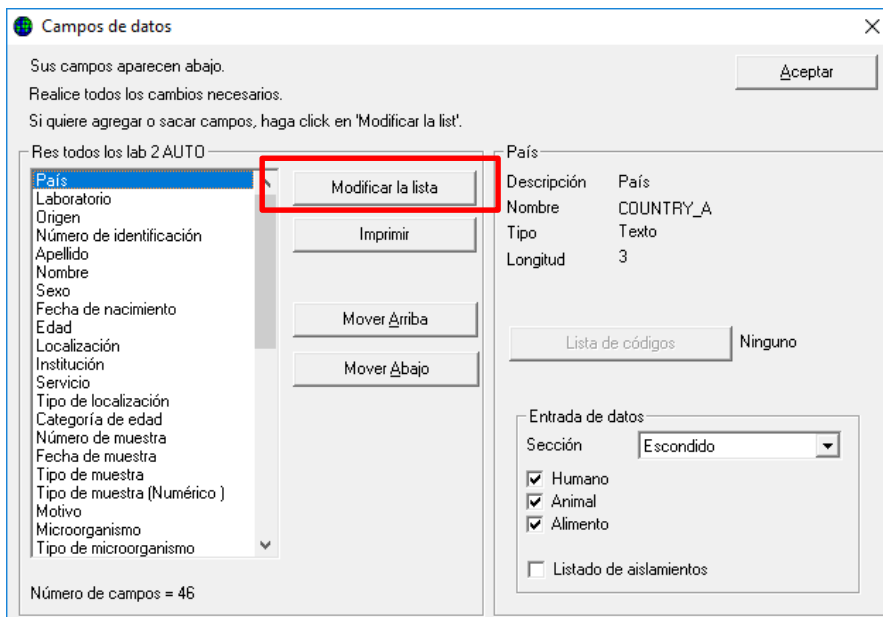 Campos de datos
Sus campos aparecen abajo.
Realice todos los cambios necesarios.
Si quiere agregar o sacar campos, haga click en 'Modificar la list'.
Aceptar
Res todos los lab 2 AUTO
País
Laboratorio
Origen
Número de identificación
Apellido
Nombre
Sexo
Fecha de nacimiento
Edad
Localización
Institución
Servicio
Tipo de localización
Categoría de edad
Número de muestra
Fecha de muestra
Tipo de muestra
Tipo de muestra (Numérico )
Motivo
Microorganismo
Tipo de microorganismo
Número de campos = 46
Modificar la lista
Imprimir
Mover Arriba
Mover Abajo
País
Descripción País
Nombre COUNTRY_A
Tipo Texto
Longitud 3
Lista de códigos Ninguno
Entrada de datos
Sección Escondido
Humano
Animal
Alimento
Listado de aislamientos